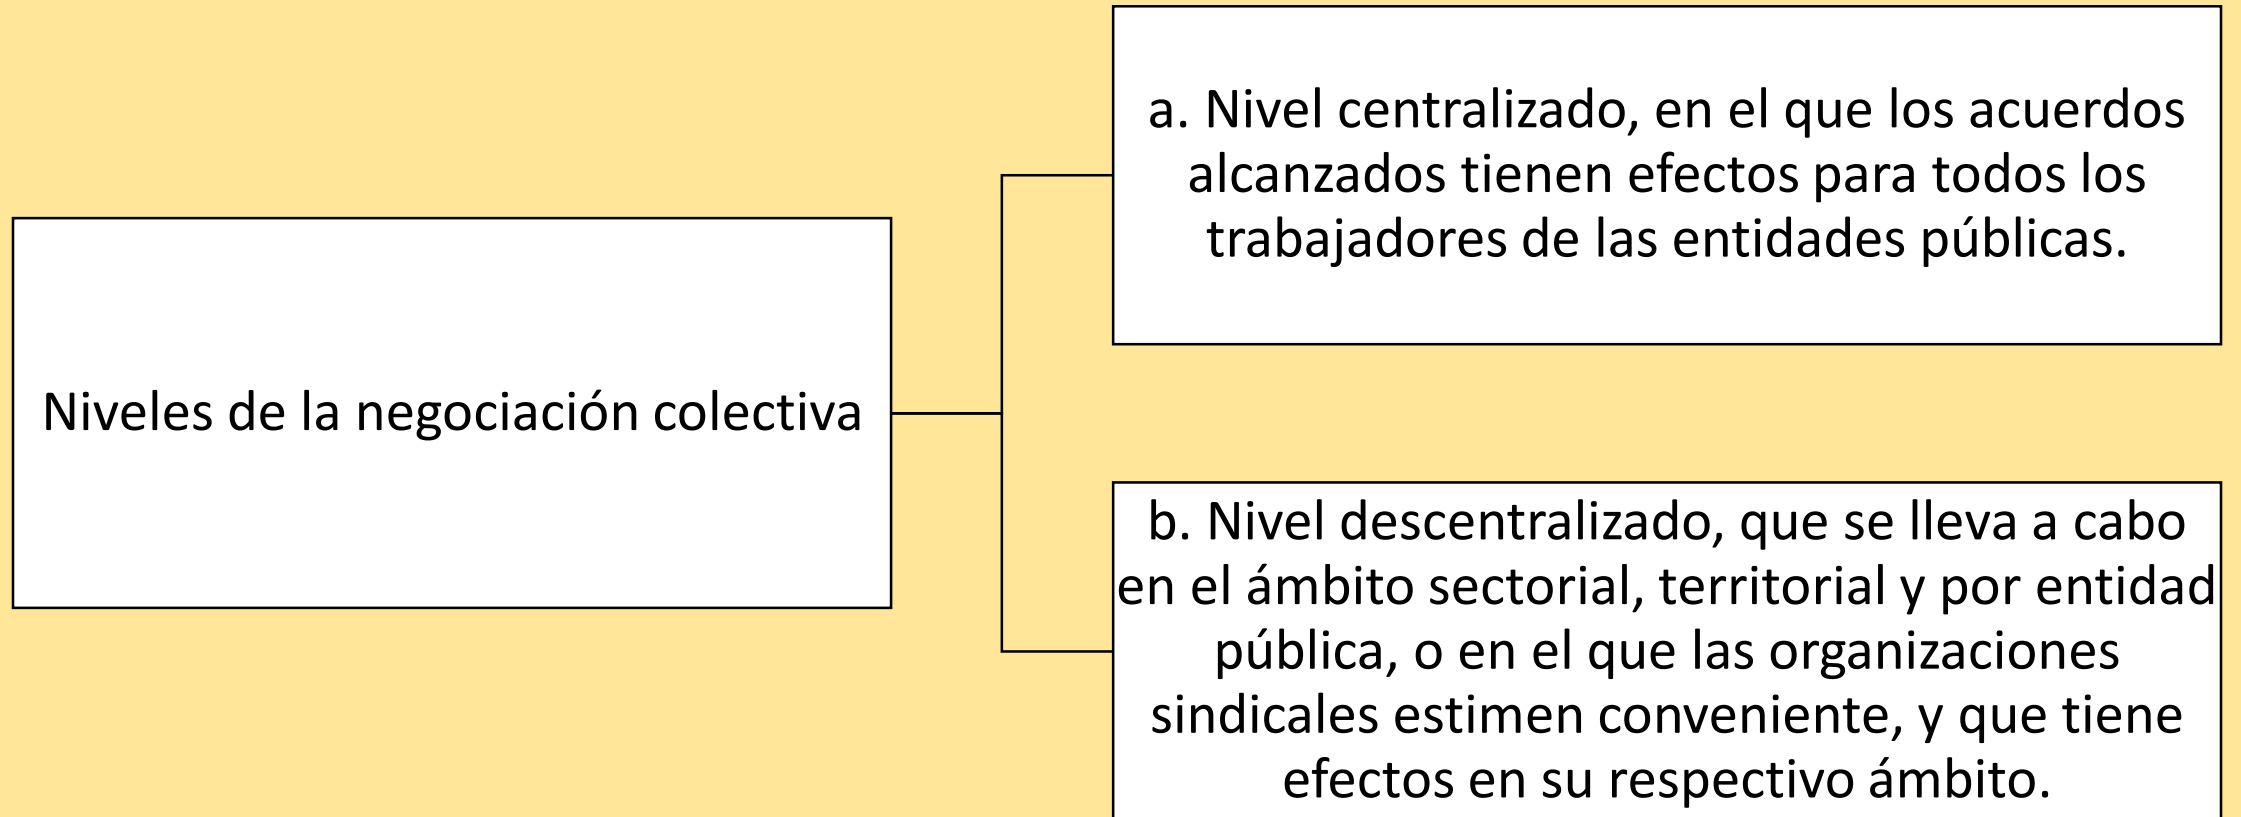 Niveles de la negociación colectiva
a. Nivel centralizado, en el que los acuerdos
alcanzados tienen efectos para todos los
trabajadores de las entidades públicas.
b. Nivel descentralizado, que se lleva a cabo
en el ámbito sectorial, territorial y por entidad
pública, o en el que las organizaciones
sindicales estimen conveniente, y que tiene
efectos en su respectivo ámbito.